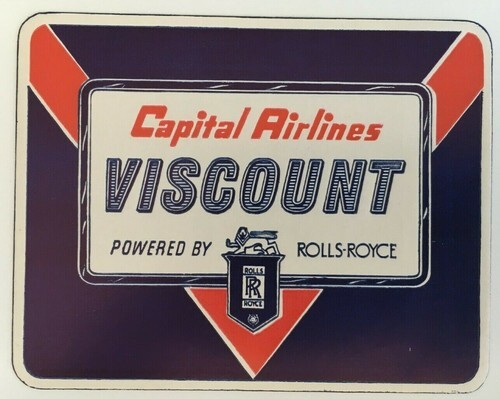 Capital Airlines
VISCOUNT
POWERED BY ROLLS-ROYCE
ROLLS
RR
ROYCE